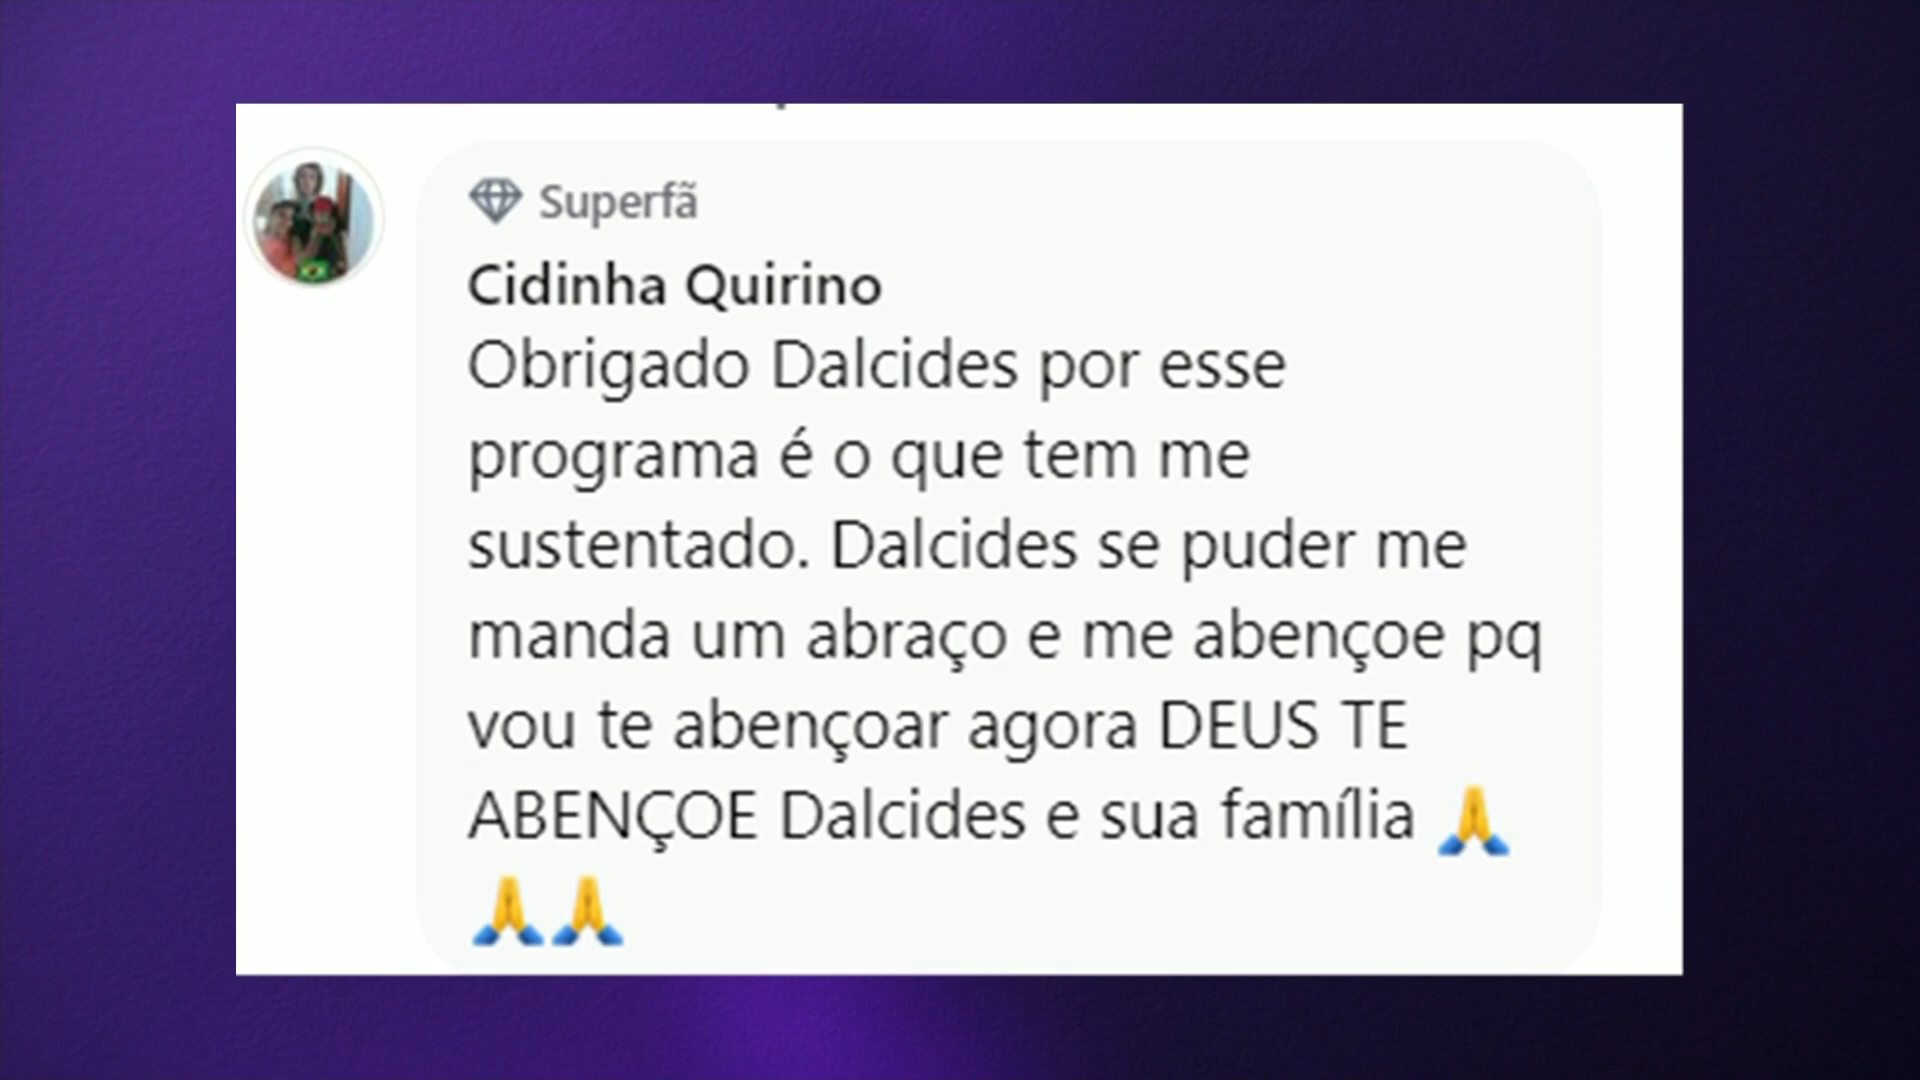 Superfã
Cidinha Quirino
Obrigado Dalcides por esse
programa é o que tem me
sustentado. Dalcides se puder me
manda um abraço e me abençoe pq
vou te abençoar agora DEUS TE
ABENÇOE Dalcides e sua família 🙏
🙏🙏